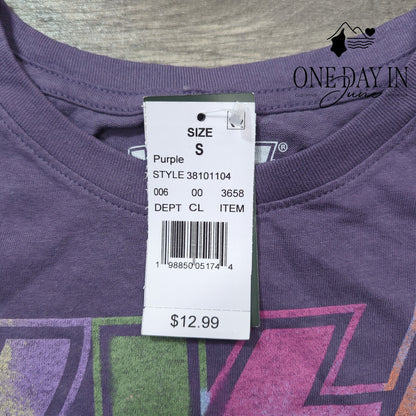 ONE DAY IN
June
SIZE
S
®
Purple
STYLE 38101104
006 00 3658
DEPT CL ITEM
1 98850 05174 4
$12.99